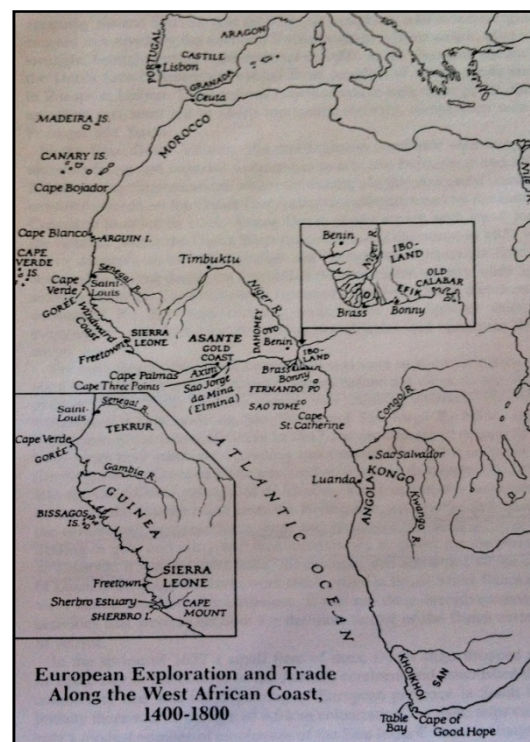 ARAGON
PORTUGAL
CASTILE
Lisbon
GRANADA
Ceuta
MADEIRA IS.
MOROCCO
CANARY IS.
Cape Bojador
Cape Blanco
ARGUIN I.
CAPE
VERDE
IS.
Cape
Verde
GORÉE
Senegal R.
Saint-
Louis
Timbuktu
Windward
Coast
SIERRA
LEONE
Freetown
Niger R.
ASANTE
GOLD
COAST
DAHOMEY
Benin
IBO-
LAND
Axim
Brass
Bonny
Cape Palmas
Cape Three Points
Sao Jorge
da Mina
(Elmina)
FERNANDO PO
SAO TOMÉ
Cape
St. Catherine
Congo R.
Sao Salvador
KONGO
Luanda
ANGOLA
Kwango R.
ATLANTIC OCEAN
KHOIKHOI
SAN
Table
Bay
Cape of
Good Hope
Benin
Niger R.
IBO-
LAND
OLD
CALABAR
EFIK
Brass
Bonny
Saint-
Louis
Senegal R.
TEKRUR
Cape Verde
GORÉE
Gambia R.
GUINEA
BISSAGOS
IS.
SIERRA
LEONE
Freetown
Sherbro Estuary
SHERBRO I.
CAPE
MOUNT
European Exploration and Trade
Along the West African Coast,
1400-1800